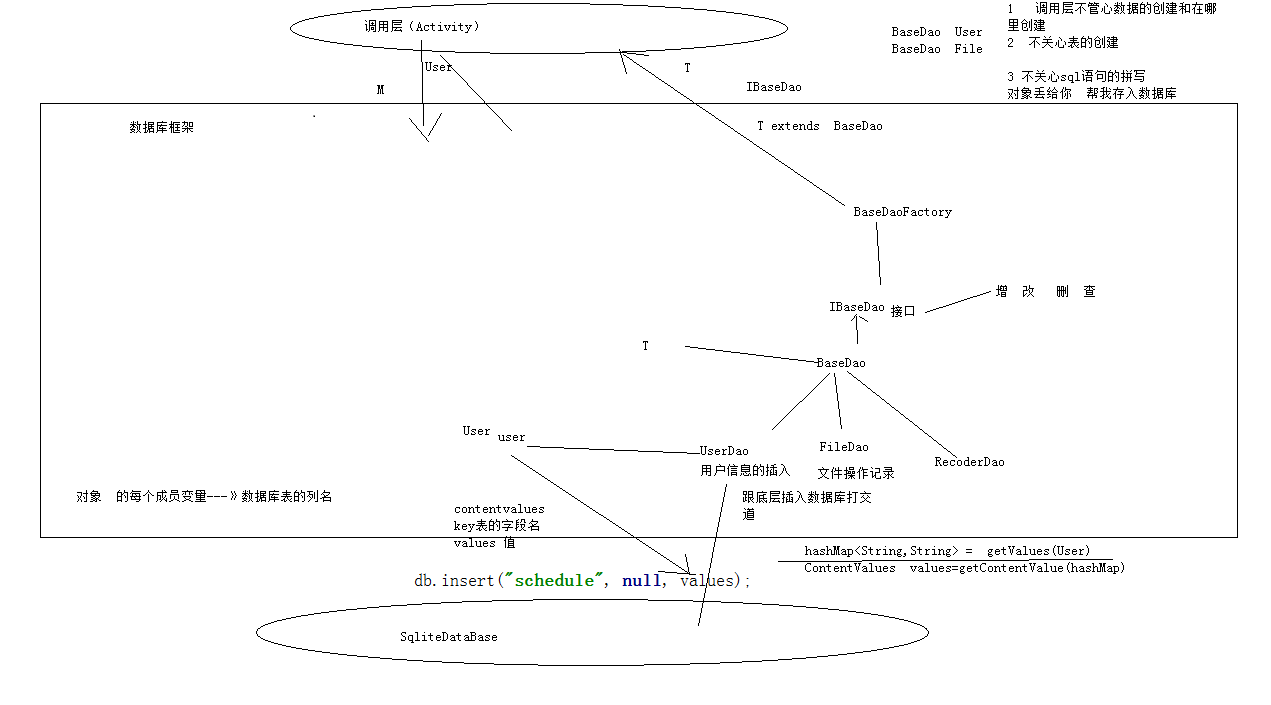 调用层（Activity）
User
M
T
IBaseDao
BaseDao  User
BaseDao  File
1   调用层不管心数据的创建和在哪
里创建
2  不关心表的创建
3 不关心sql语句的拼写
对象丢给你  帮我存入数据库
数据库框架
T extends  BaseDao
BaseDaoFactory
IBaseDao 接口
增  改   删  查
T
BaseDao
User user
UserDao
用户信息的插入
FileDao
文件操作记录
RecoderDao
对象  的每个成员变量---》数据库表的列名
跟底层插入数据库打交
道
contentvalues
key表的字段名
values 值
hashMap<String,String> =  getValues(User)
ContentValues  values=getContentValue(hashMap)
db.insert("schedule", null, values);
SqliteDataBase